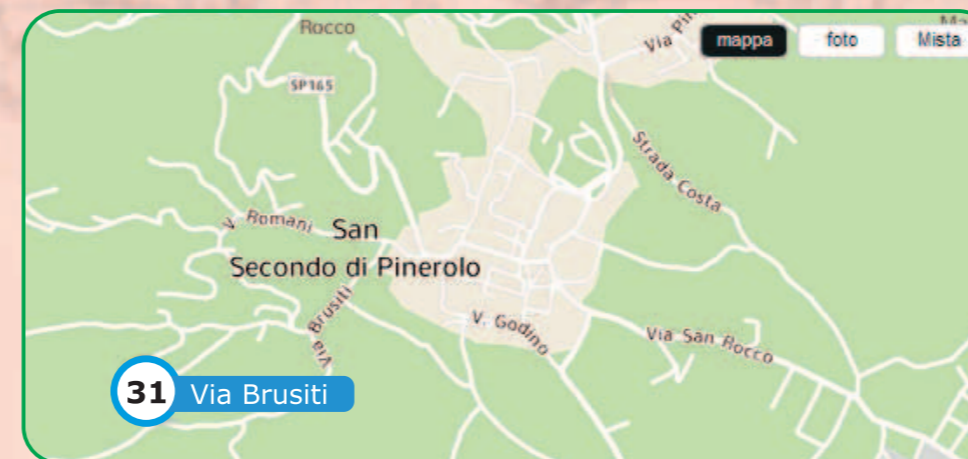 Rocco
Via Pi
mappa
foto
Mista
SP165
Strada Costa
V. Romani
San
Secondo di Pinerolo
Via Brusiti
V. Godino
Via San Rocco
31 Via Brusiti